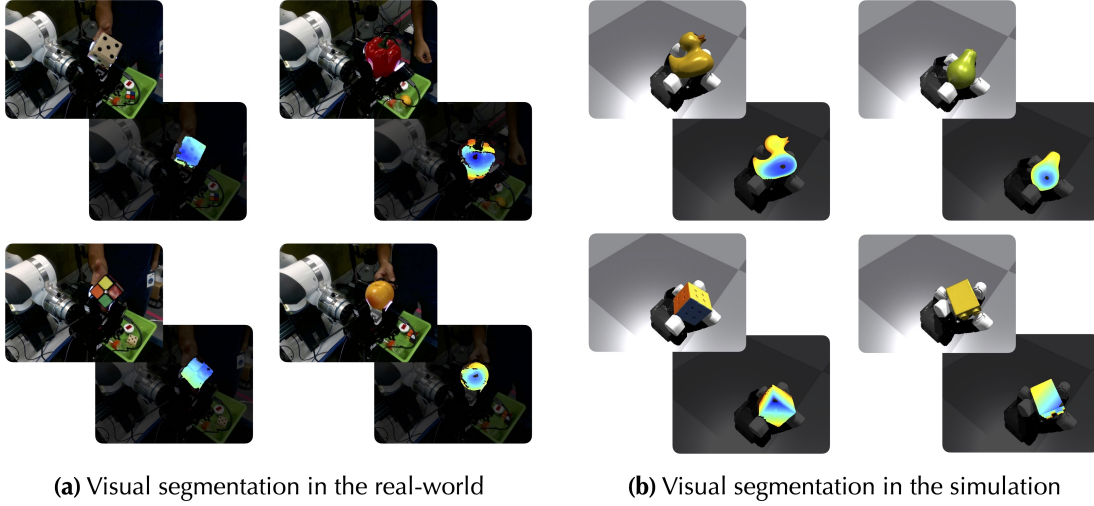 (a) Visual segmentation in the real-world
(b) Visual segmentation in the simulation